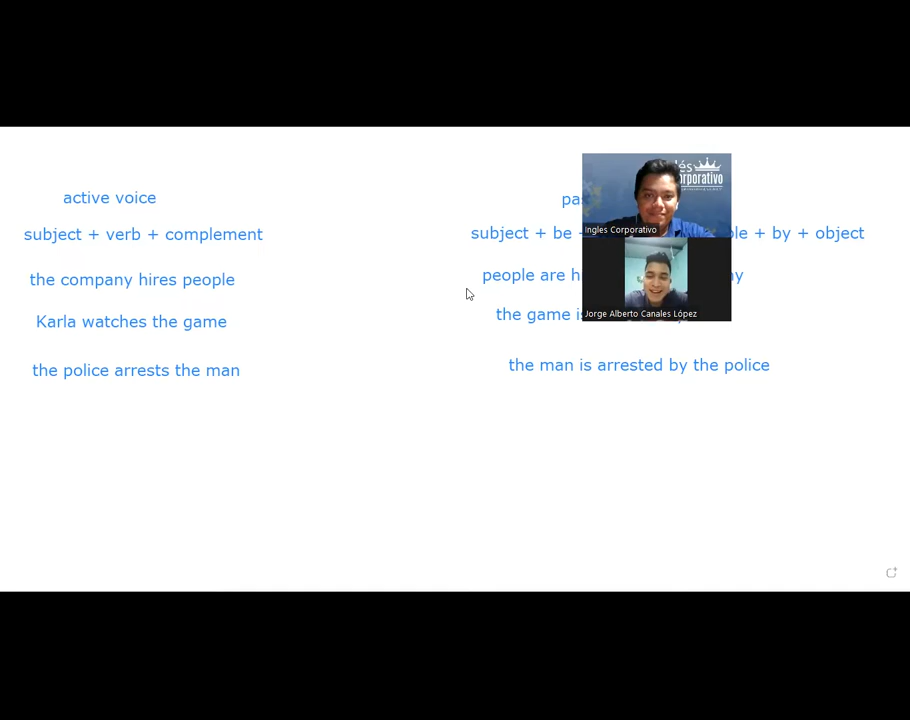 active voice
subject + verb + complement
the company hires people
Karla watches the game
the police arrests the man
subject + be + by + object
people are
the game
the man is arrested by the police
Ingles Corporativo
Jorge Alberto Canales López